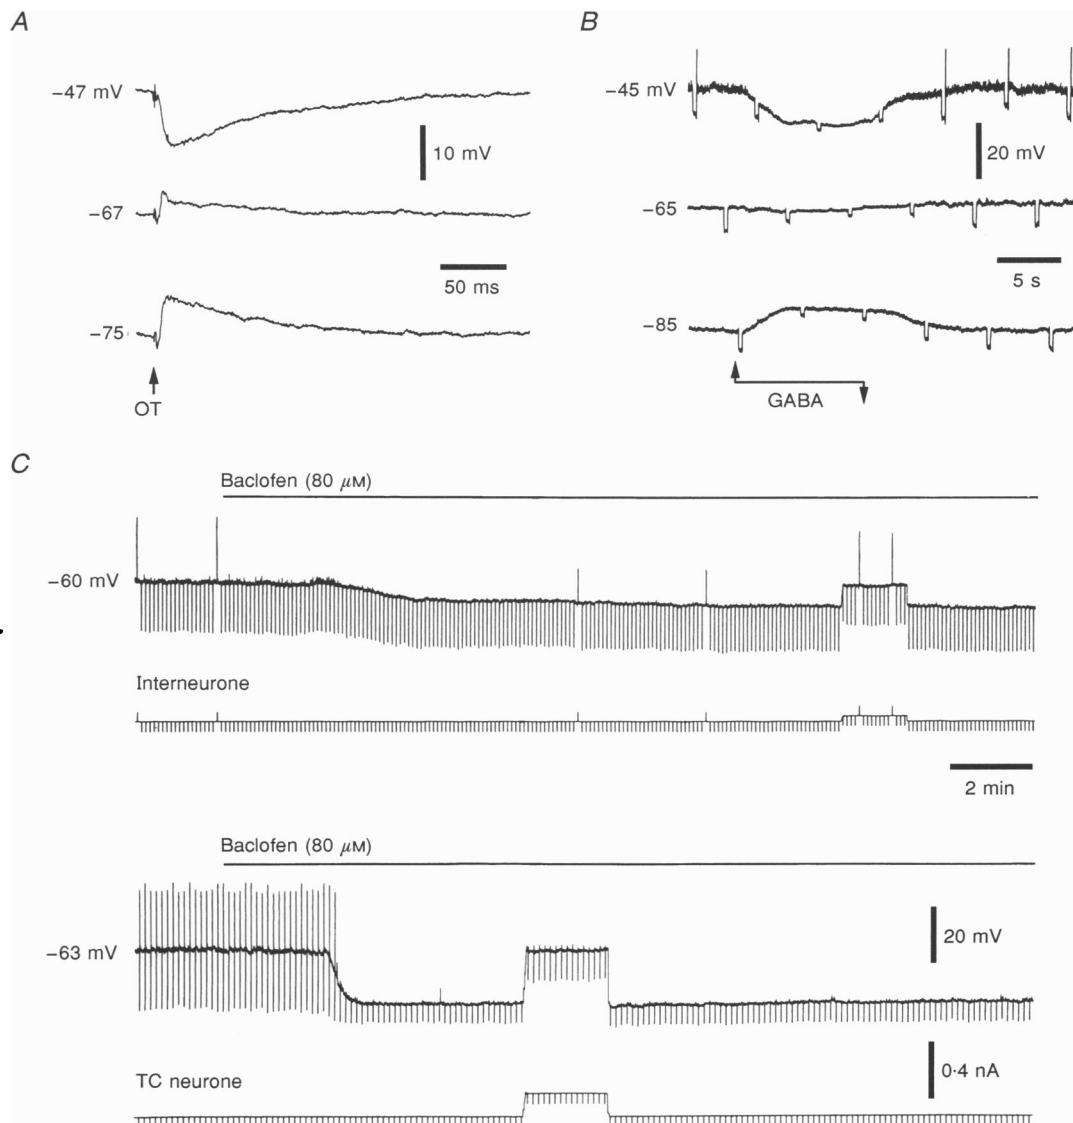 A
B
−47 mV
10 mV
−67
50 ms
−75
OT
−45 mV
20 mV
−65
5 s
−85
GABA
C
Baclofen (80 μM)
−60 mV
Interneurone
2 min
Baclofen (80 μM)
−63 mV
20 mV
TC neurone
0·4 nA